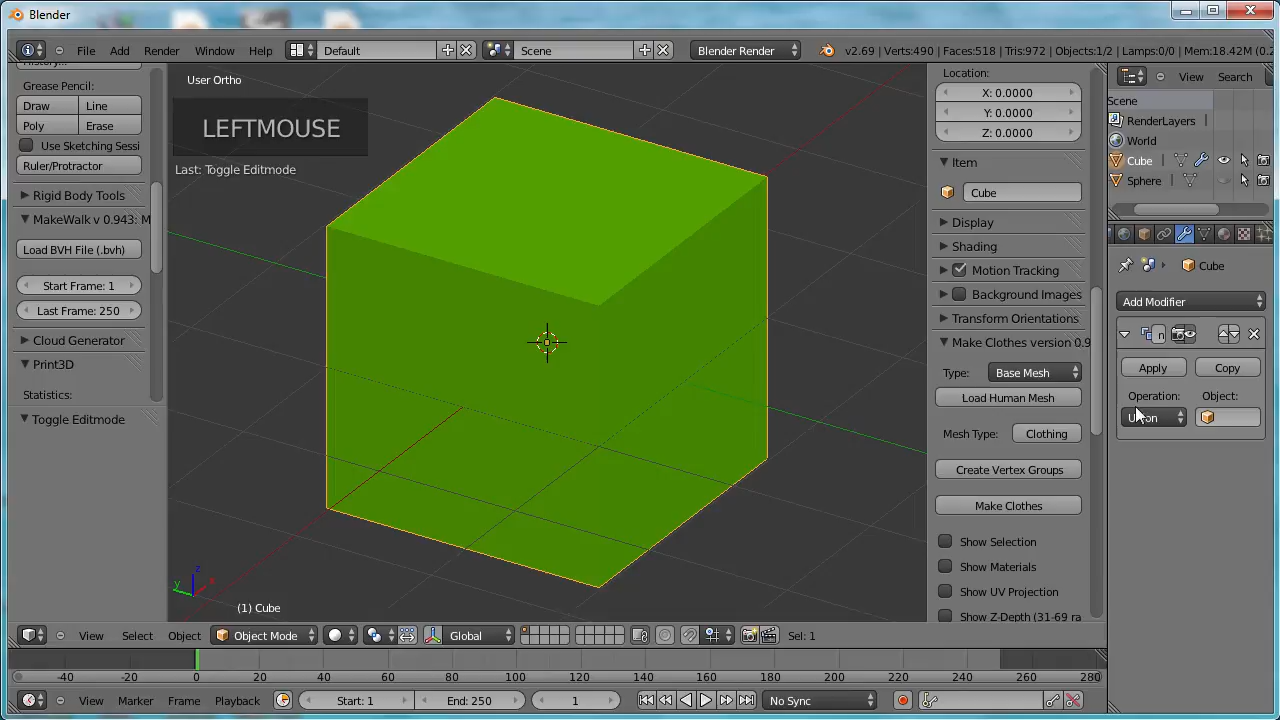 Blender
File Add Render Window Help Default Scene Blender Render v2.69 | Verts:490 | Faces:518 | Tris:972 | Objects:1/2 | Lamps:0/0 | Mem:18.42M (0.2
History...
Grease Pencil:
Draw Line
Poly Erase
Use Sketching Sessi
Ruler/Protractor
Rigid Body Tools
MakeWalk v 0.943: M
Load BVH File (.bvh)
Start Frame: 1
Last Frame: 250
Cloud Generator
Print3D
Statistics:
Toggle Editmode
User Ortho
LEFTMOUSE
Last: Toggle Editmode
z
y x
(1) Cube
Location:
X: 0.0000
Y: 0.0000
Z: 0.0000
Item
Cube
Display
Shading
Motion Tracking
Background Images
Transform Orientations
Make Clothes version 0.9
Type: Base Mesh
Load Human Mesh
Mesh Type: Clothing
Create Vertex Groups
Make Clothes
Show Selection
Show Materials
Show UV Projection
Show Z-Depth (31-69 ra
View Search
Scene
RenderLayers
World
Cube
Sphere
Cube
Add Modifier
Apply Copy
Operation: Object:
View Select Object Object Mode Global Sel: 1
-40 -20 0 20 40 60 80 100 120 140 160 180 200 220 240 260 280
View Marker Frame Playback Start: 1 End: 250 1 No Sync